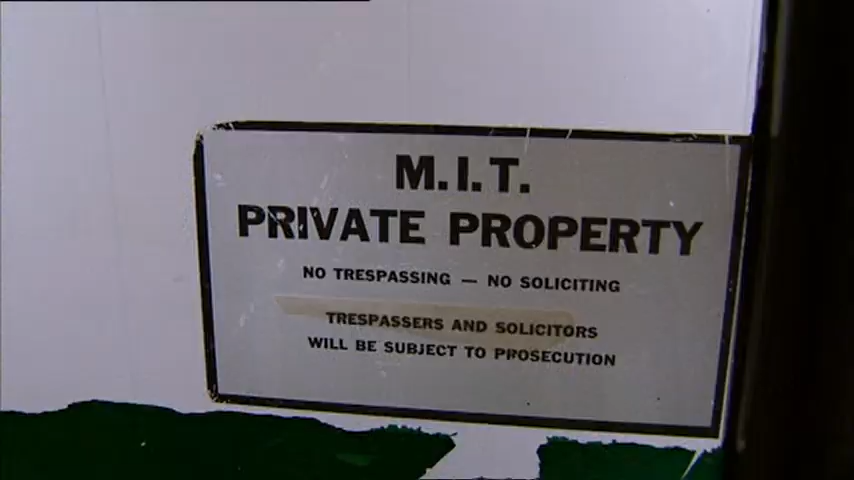 M.I.T.
PRIVATE PROPERTY
NO TRESPASSING — NO SOLICITING
TRESPASSERS AND SOLICITORS
WILL BE SUBJECT TO PROSECUTION